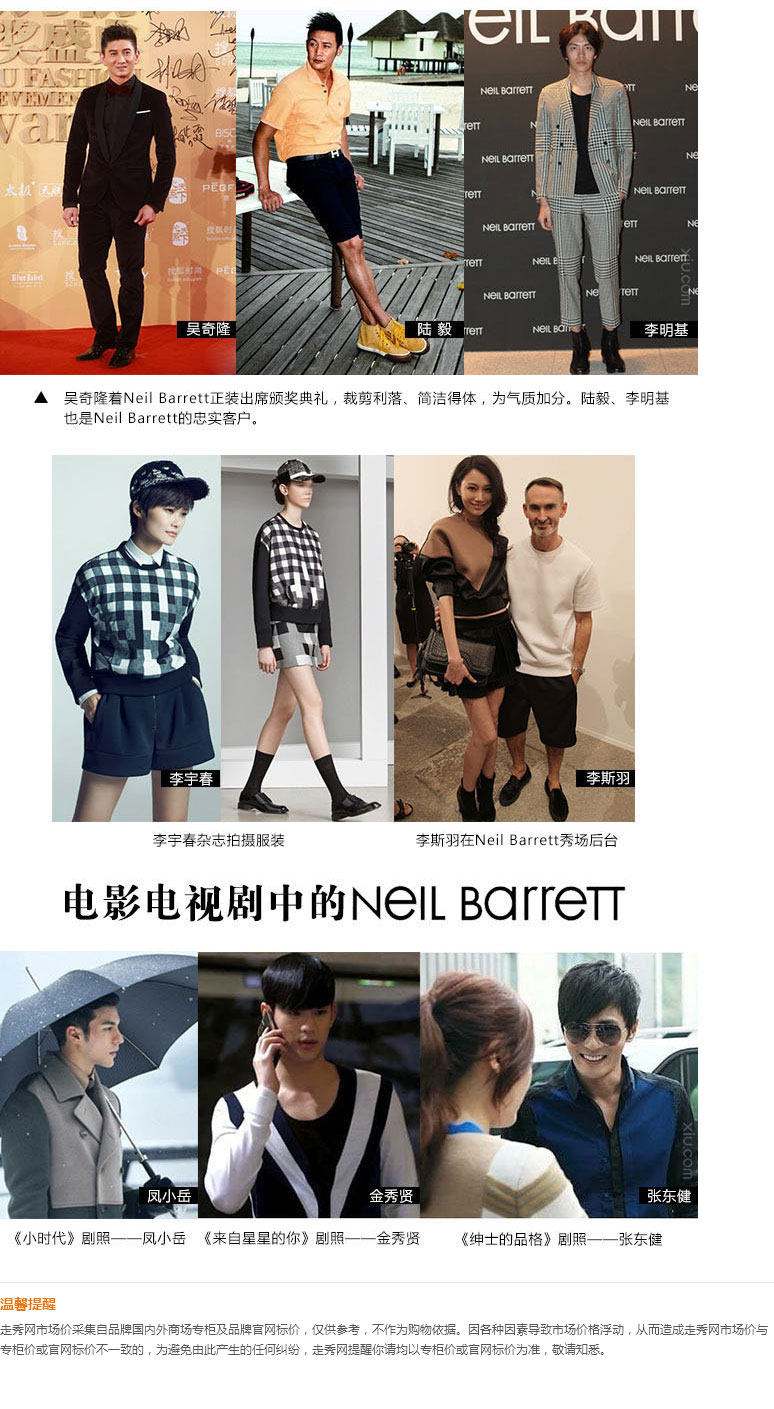 NEIL BARRETT
吴奇隆
陆 毅
李明基
xiu.com
▲ 吴奇隆着Neil Barrett正装出席颁奖典礼，裁剪利落、简洁得体，为气质加分。陆毅、李明基
也是Neil Barrett的忠实客户。
李宇春
李斯羽
李宇春杂志拍摄服装
李斯羽在Neil Barrett秀场后台
电影电视剧中的NEIL BARRETT
凤小岳
金秀贤
张东健
xiu.com
《小时代》剧照——凤小岳
《来自星星的你》剧照——金秀贤
《绅士的品格》剧照——张东健
温馨提醒
走秀网市场价采集自品牌国内外商场专柜及品牌官网标价，仅供参考，不作为购物依据。因各种因素导致市场价格浮动，从而造成走秀网市场价与
专柜价或官网标价不一致的，为避免由此产生的任何纠纷，走秀网提醒你请均以专柜价或官网标价为准，敬请知悉。